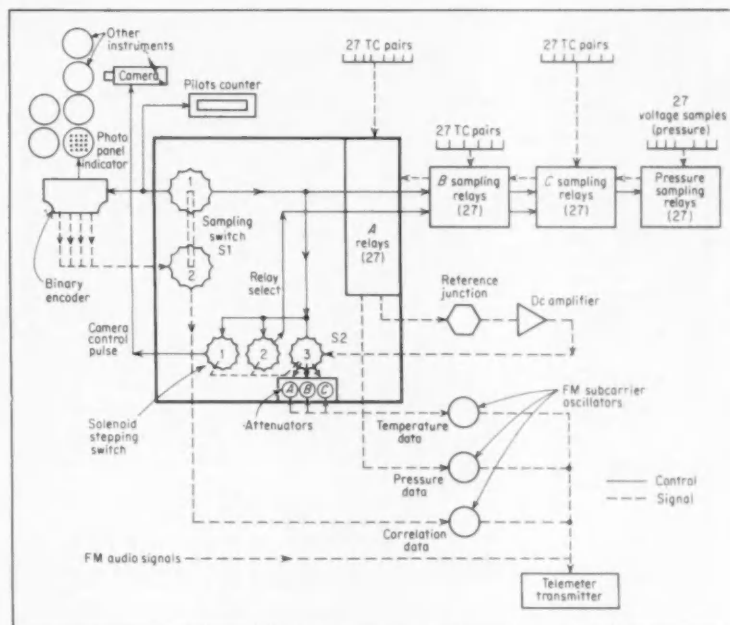 Other
instruments
Camera
Pilots counter
Photo
panel
indicator
27 TC pairs
27 TC pairs
27
voltage samples
(pressure)
27 TC pairs
1
Sampling
switch
S1
2
A
relays
(27)
B sampling
relays
(27)
C sampling
relays
(27)
Pressure
sampling
relays
(27)
Binary
encoder
Relay
select
Reference
junction
Dc amplifier
Camera
control
pulse
S2
1
2
3
Solenoid
stepping
switch
Attenuators
A
B
C
FM subcarrier
oscillators
Temperature
data
Pressure
data
Control
Signal
Correlation
data
FM audio signals
Telemeter
transmitter